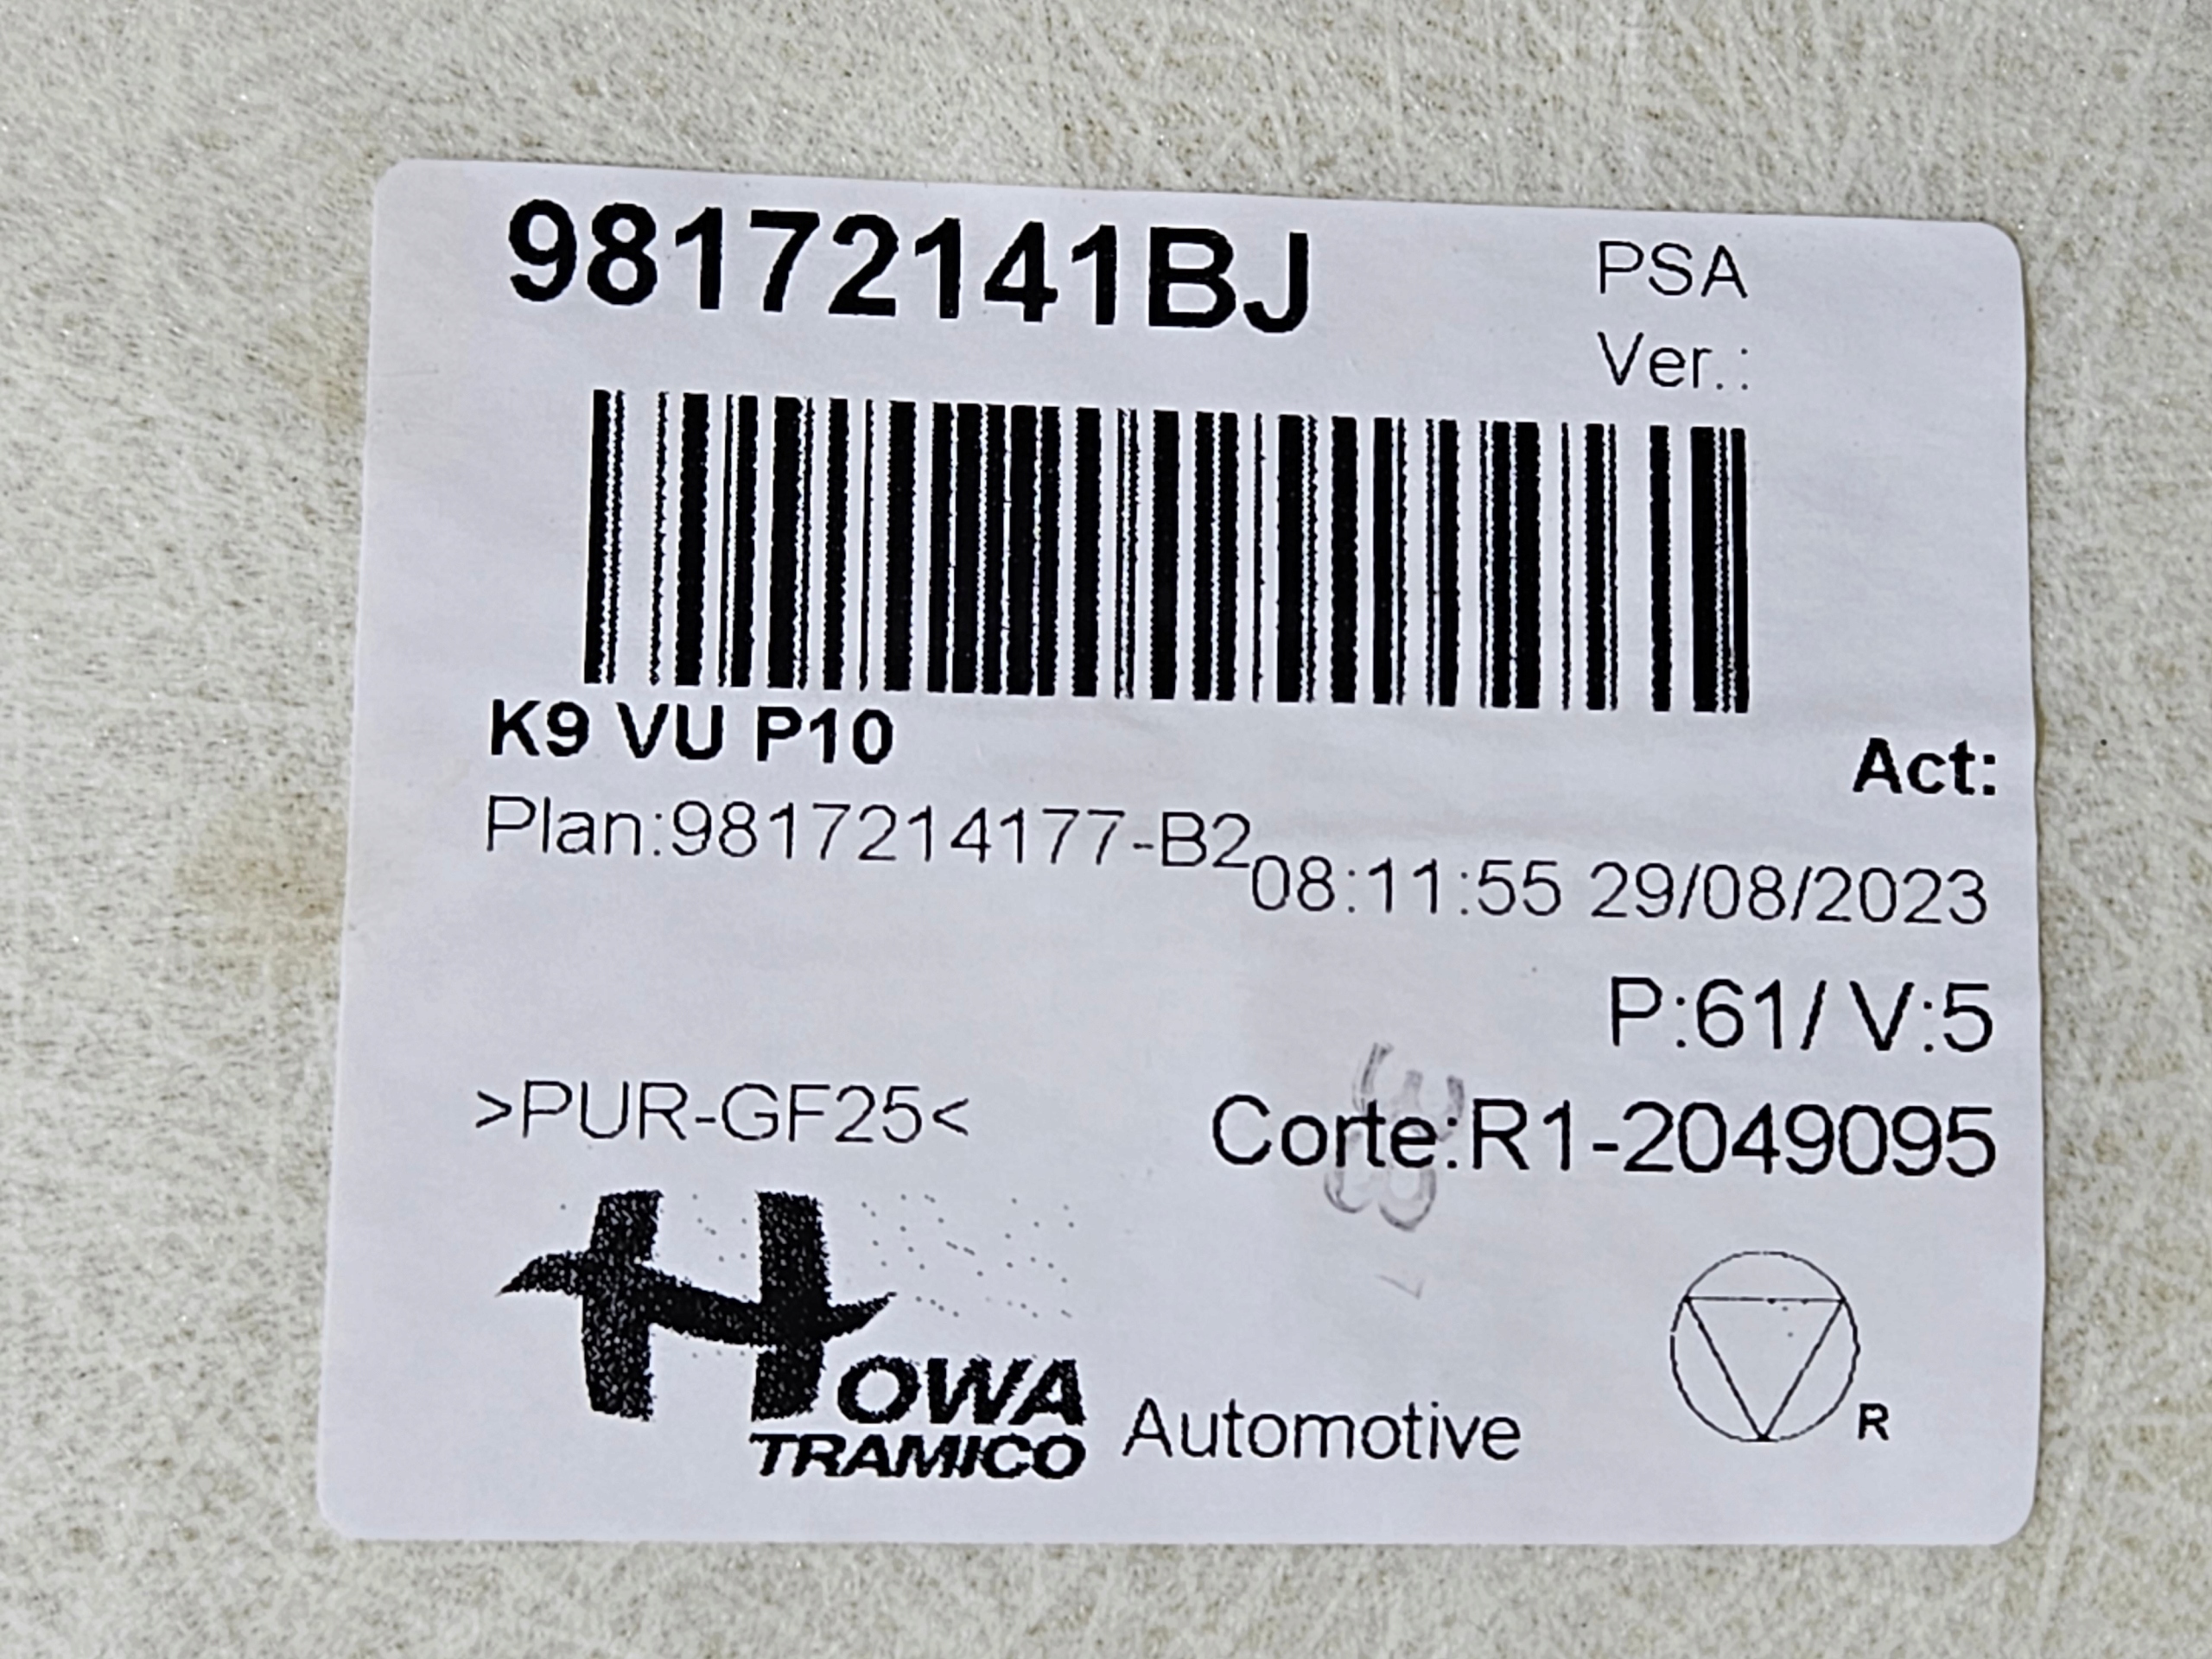 98172141BJ
PSA
Ver.:
K9 VU P10
Act:
Plan:9817214177-B2
08:11:55 29/08/2023
P:61/ V:5
>PUR-GF25<
Corte:R1-2049095
HOWA
TRAMICO
Automotive
R